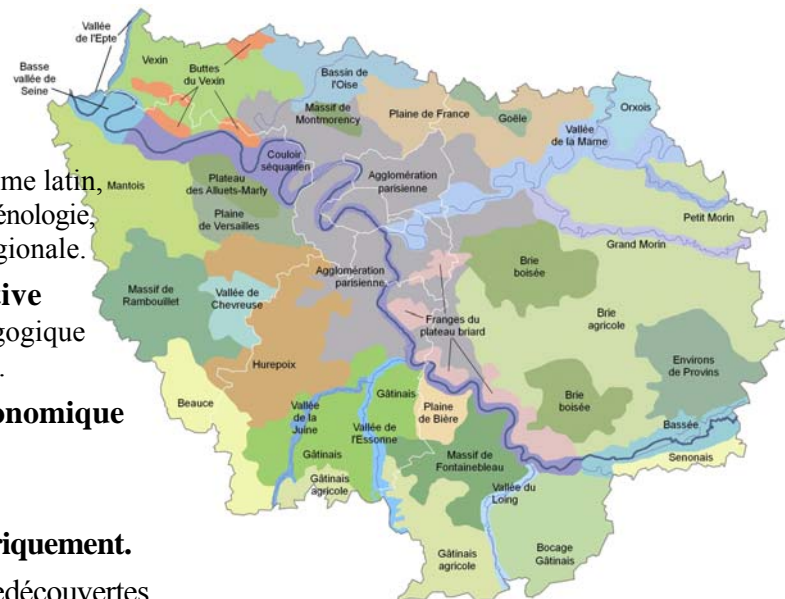 Vallée
de l'Epte
Basse
vallée de
Seine
Vexin
Buttes
du Vexin
Bassin de
l'Oise
Massif de
Montmorency
Plaine de France
Goële
Orxois
Vallée
de la Marne
Couloir
séquanien
Agglomération
parisienne
Mantois
Plateau
des Alluets-Marly
Plaine
de Versailles
Petit Morin
Grand Morin
Agglomération
parisienne
Brie
boisée
Brie
agricole
Massif de
Rambouillet
Vallée de
Chevreuse
Franges du
plateau briard
Environs
de Provins
Hurepoix
Beauce
Vallée
de la
Juine
Gâtinais
Vallée de
l'Essonne
Gâtinais
Plaine
de Bière
Brie
boisée
Bassée
Senonais
Gâtinais
agricole
Massif de
Fontainebleau
Vallée du
Loing
Gâtinais
agricole
Bocage
Gâtinais
me latin,
énologie,
gionale.
tive
gogique
.
onomique
riquement.
edécouvertes